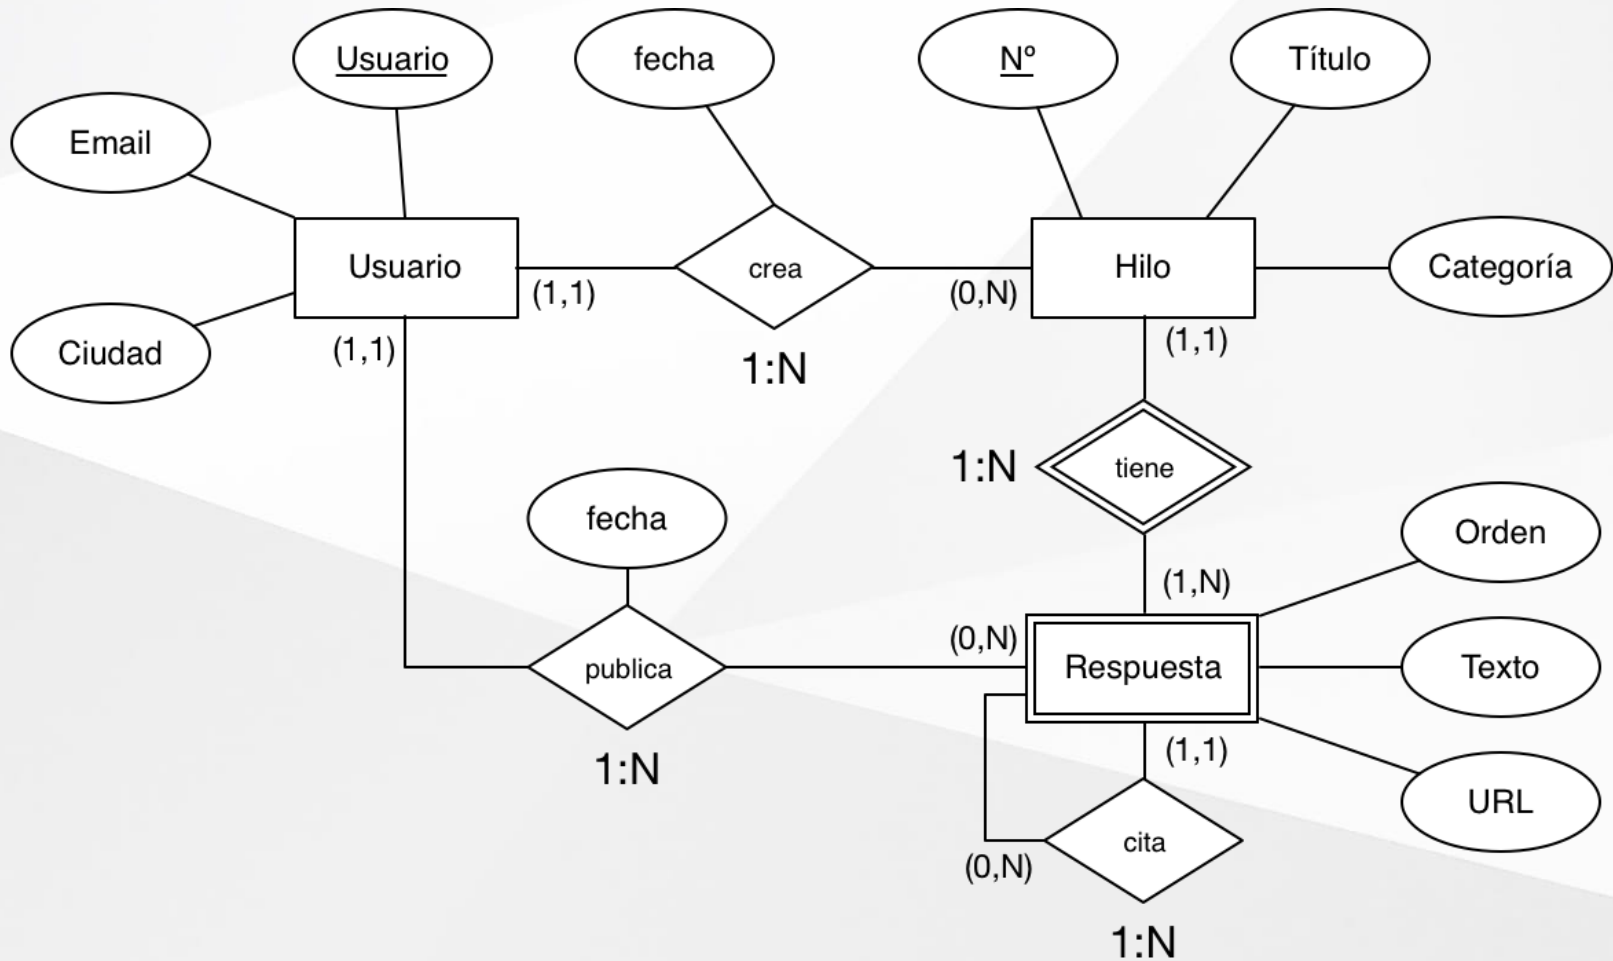 Usuario
fecha
Nº
Título
Email
Usuario
crea
Hilo
Categoría
(1,1)
(0,N)
Ciudad
(1,1)
(1,1)
1:N
1:N
tiene
fecha
Orden
(1,N)
(0,N)
publica
Respuesta
Texto
(1,1)
1:N
URL
cita
(0,N)
1:N